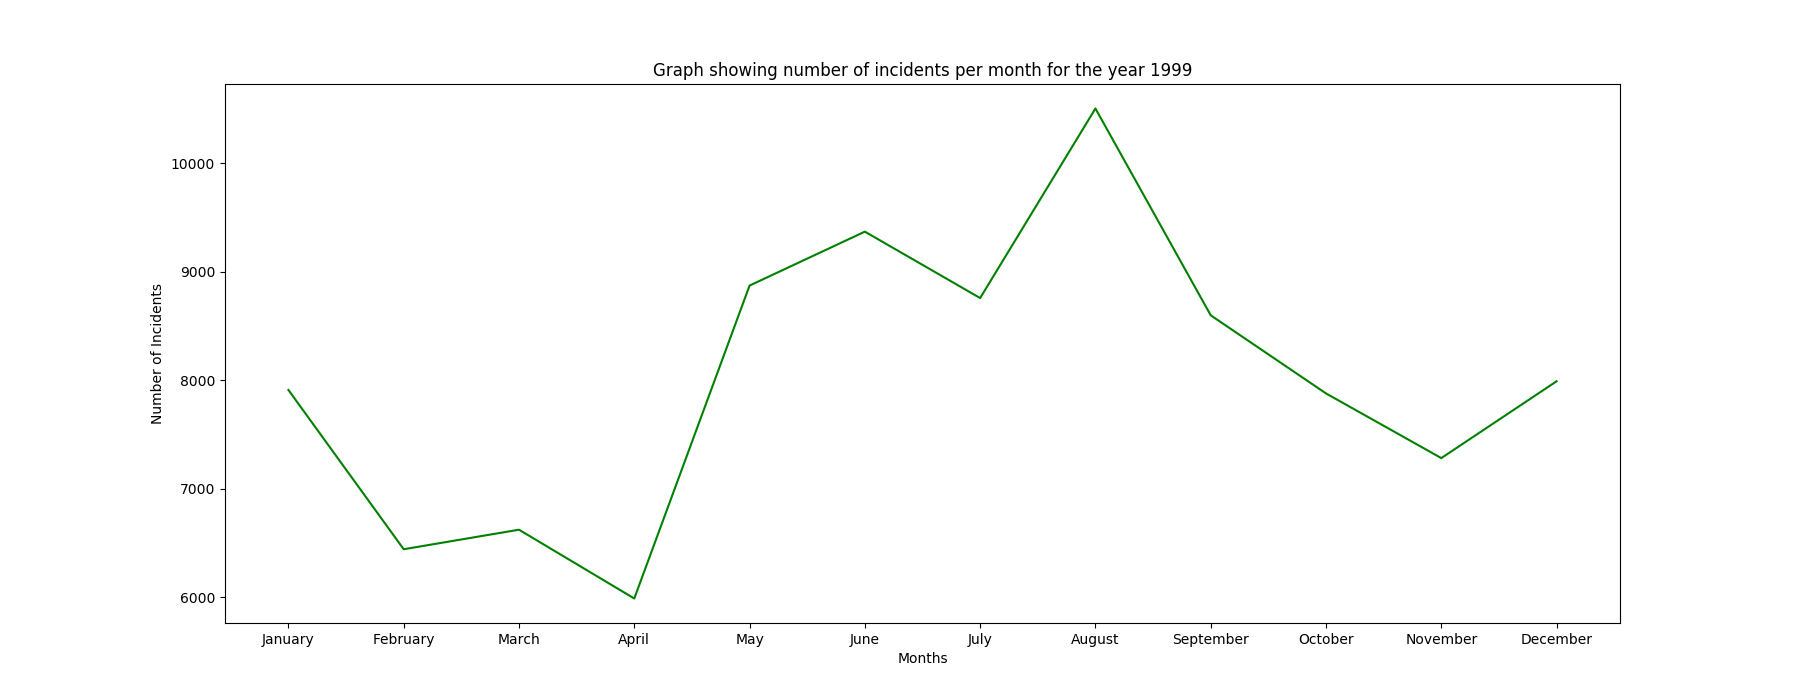 Graph showing number of incidents per month for the year 1999
Number of Incidents
10000
9000
8000
7000
6000
January February March April May June July August September October November December
Months